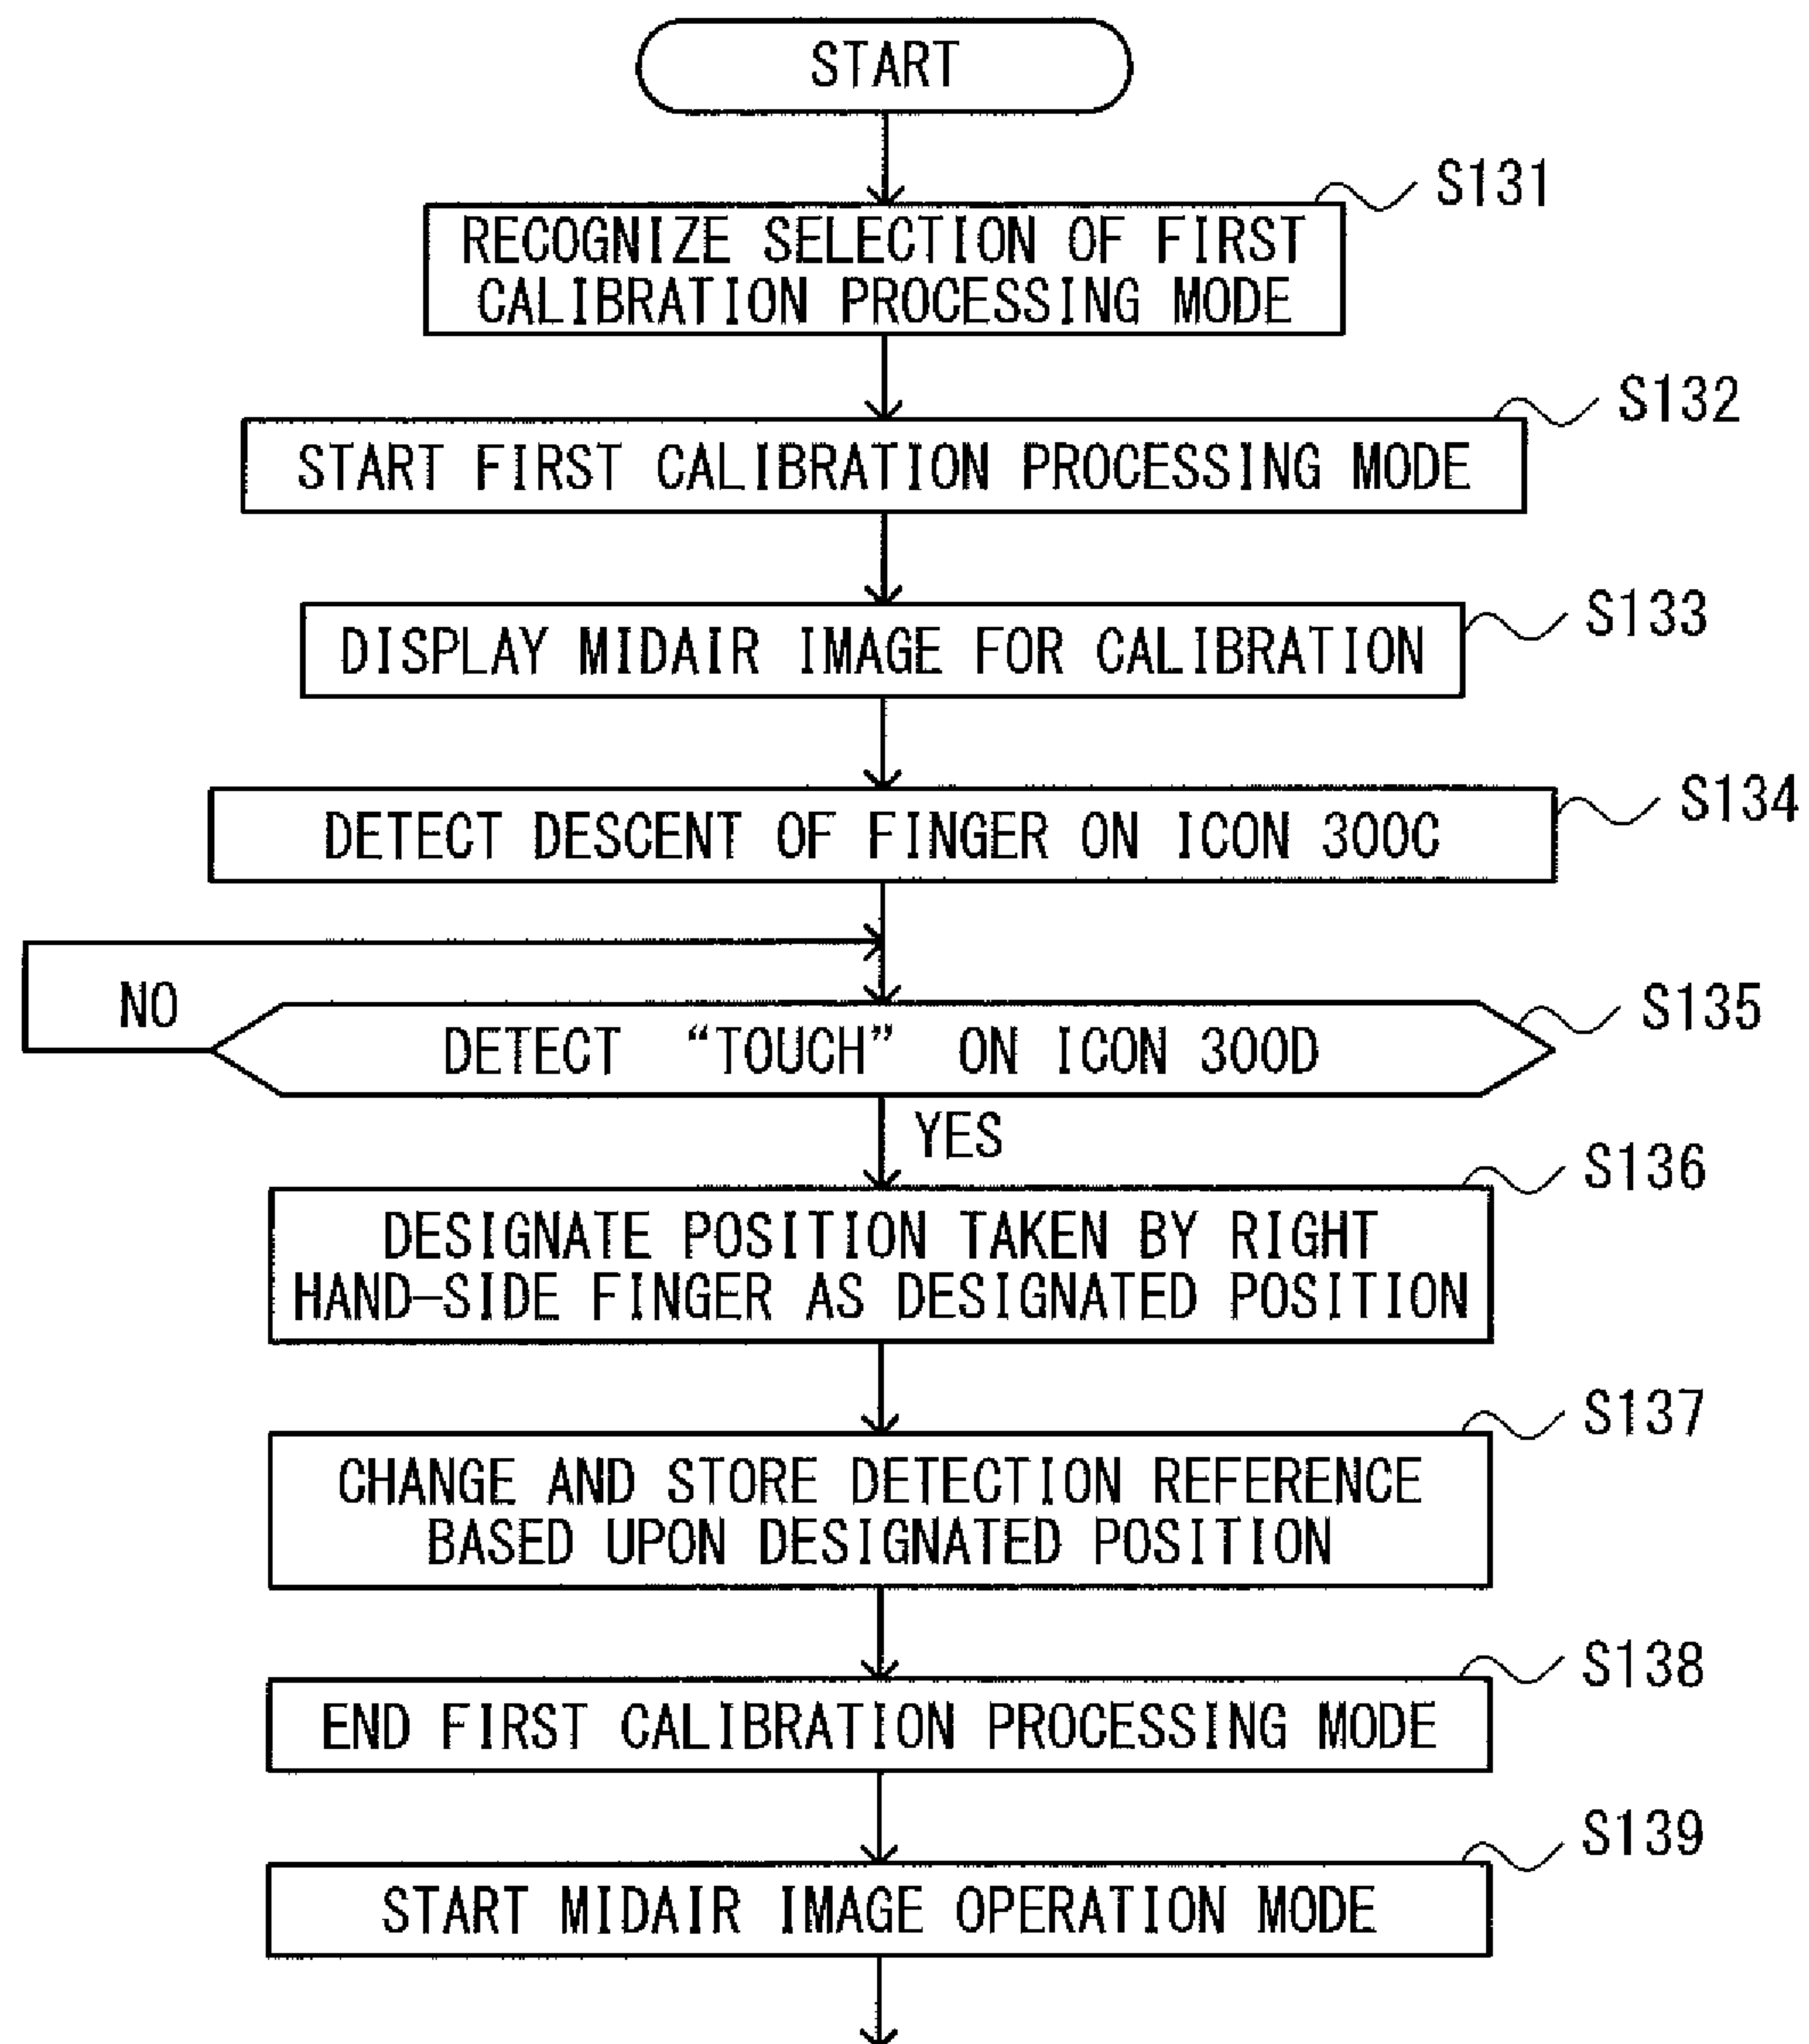 START
S131
RECOGNIZE SELECTION OF FIRST
CALIBRATION PROCESSING MODE
S132
START FIRST CALIBRATION PROCESSING MODE
S133
DISPLAY MIDAIR IMAGE FOR CALIBRATION
S134
DETECT DESCENT OF FINGER ON ICON 300C
NO
S135
DETECT “TOUCH” ON ICON 300D
YES
S136
DESIGNATE POSITION TAKEN BY RIGHT
HAND-SIDE FINGER AS DESIGNATED POSITION
S137
CHANGE AND STORE DETECTION REFERENCE
BASED UPON DESIGNATED POSITION
S138
END FIRST CALIBRATION PROCESSING MODE
S139
START MIDAIR IMAGE OPERATION MODE